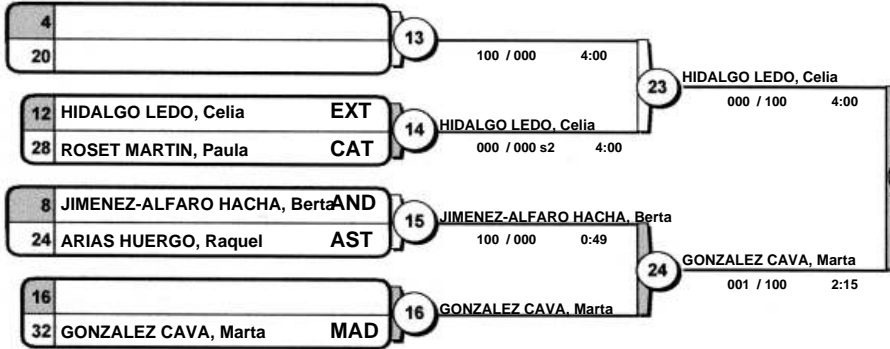 4
20
13
100 / 000 4:00
12 HIDALGO LEDO, Celia EXT
28 ROSET MARTIN, Paula CAT
14
HIDALGO LEDO, Celia
000 / 000 s2 4:00
23
HIDALGO LEDO, Celia
000 / 100 4:00
8 JIMENEZ-ALFARO HACHA, Berta AND
24 ARIAS HUERGO, Raquel AST
15
JIMENEZ-ALFARO HACHA, Berta
100 / 000 0:49
16
32 GONZALEZ CAVA, Marta MAD
16
GONZALEZ CAVA, Marta
24
GONZALEZ CAVA, Marta
001 / 100 2:15